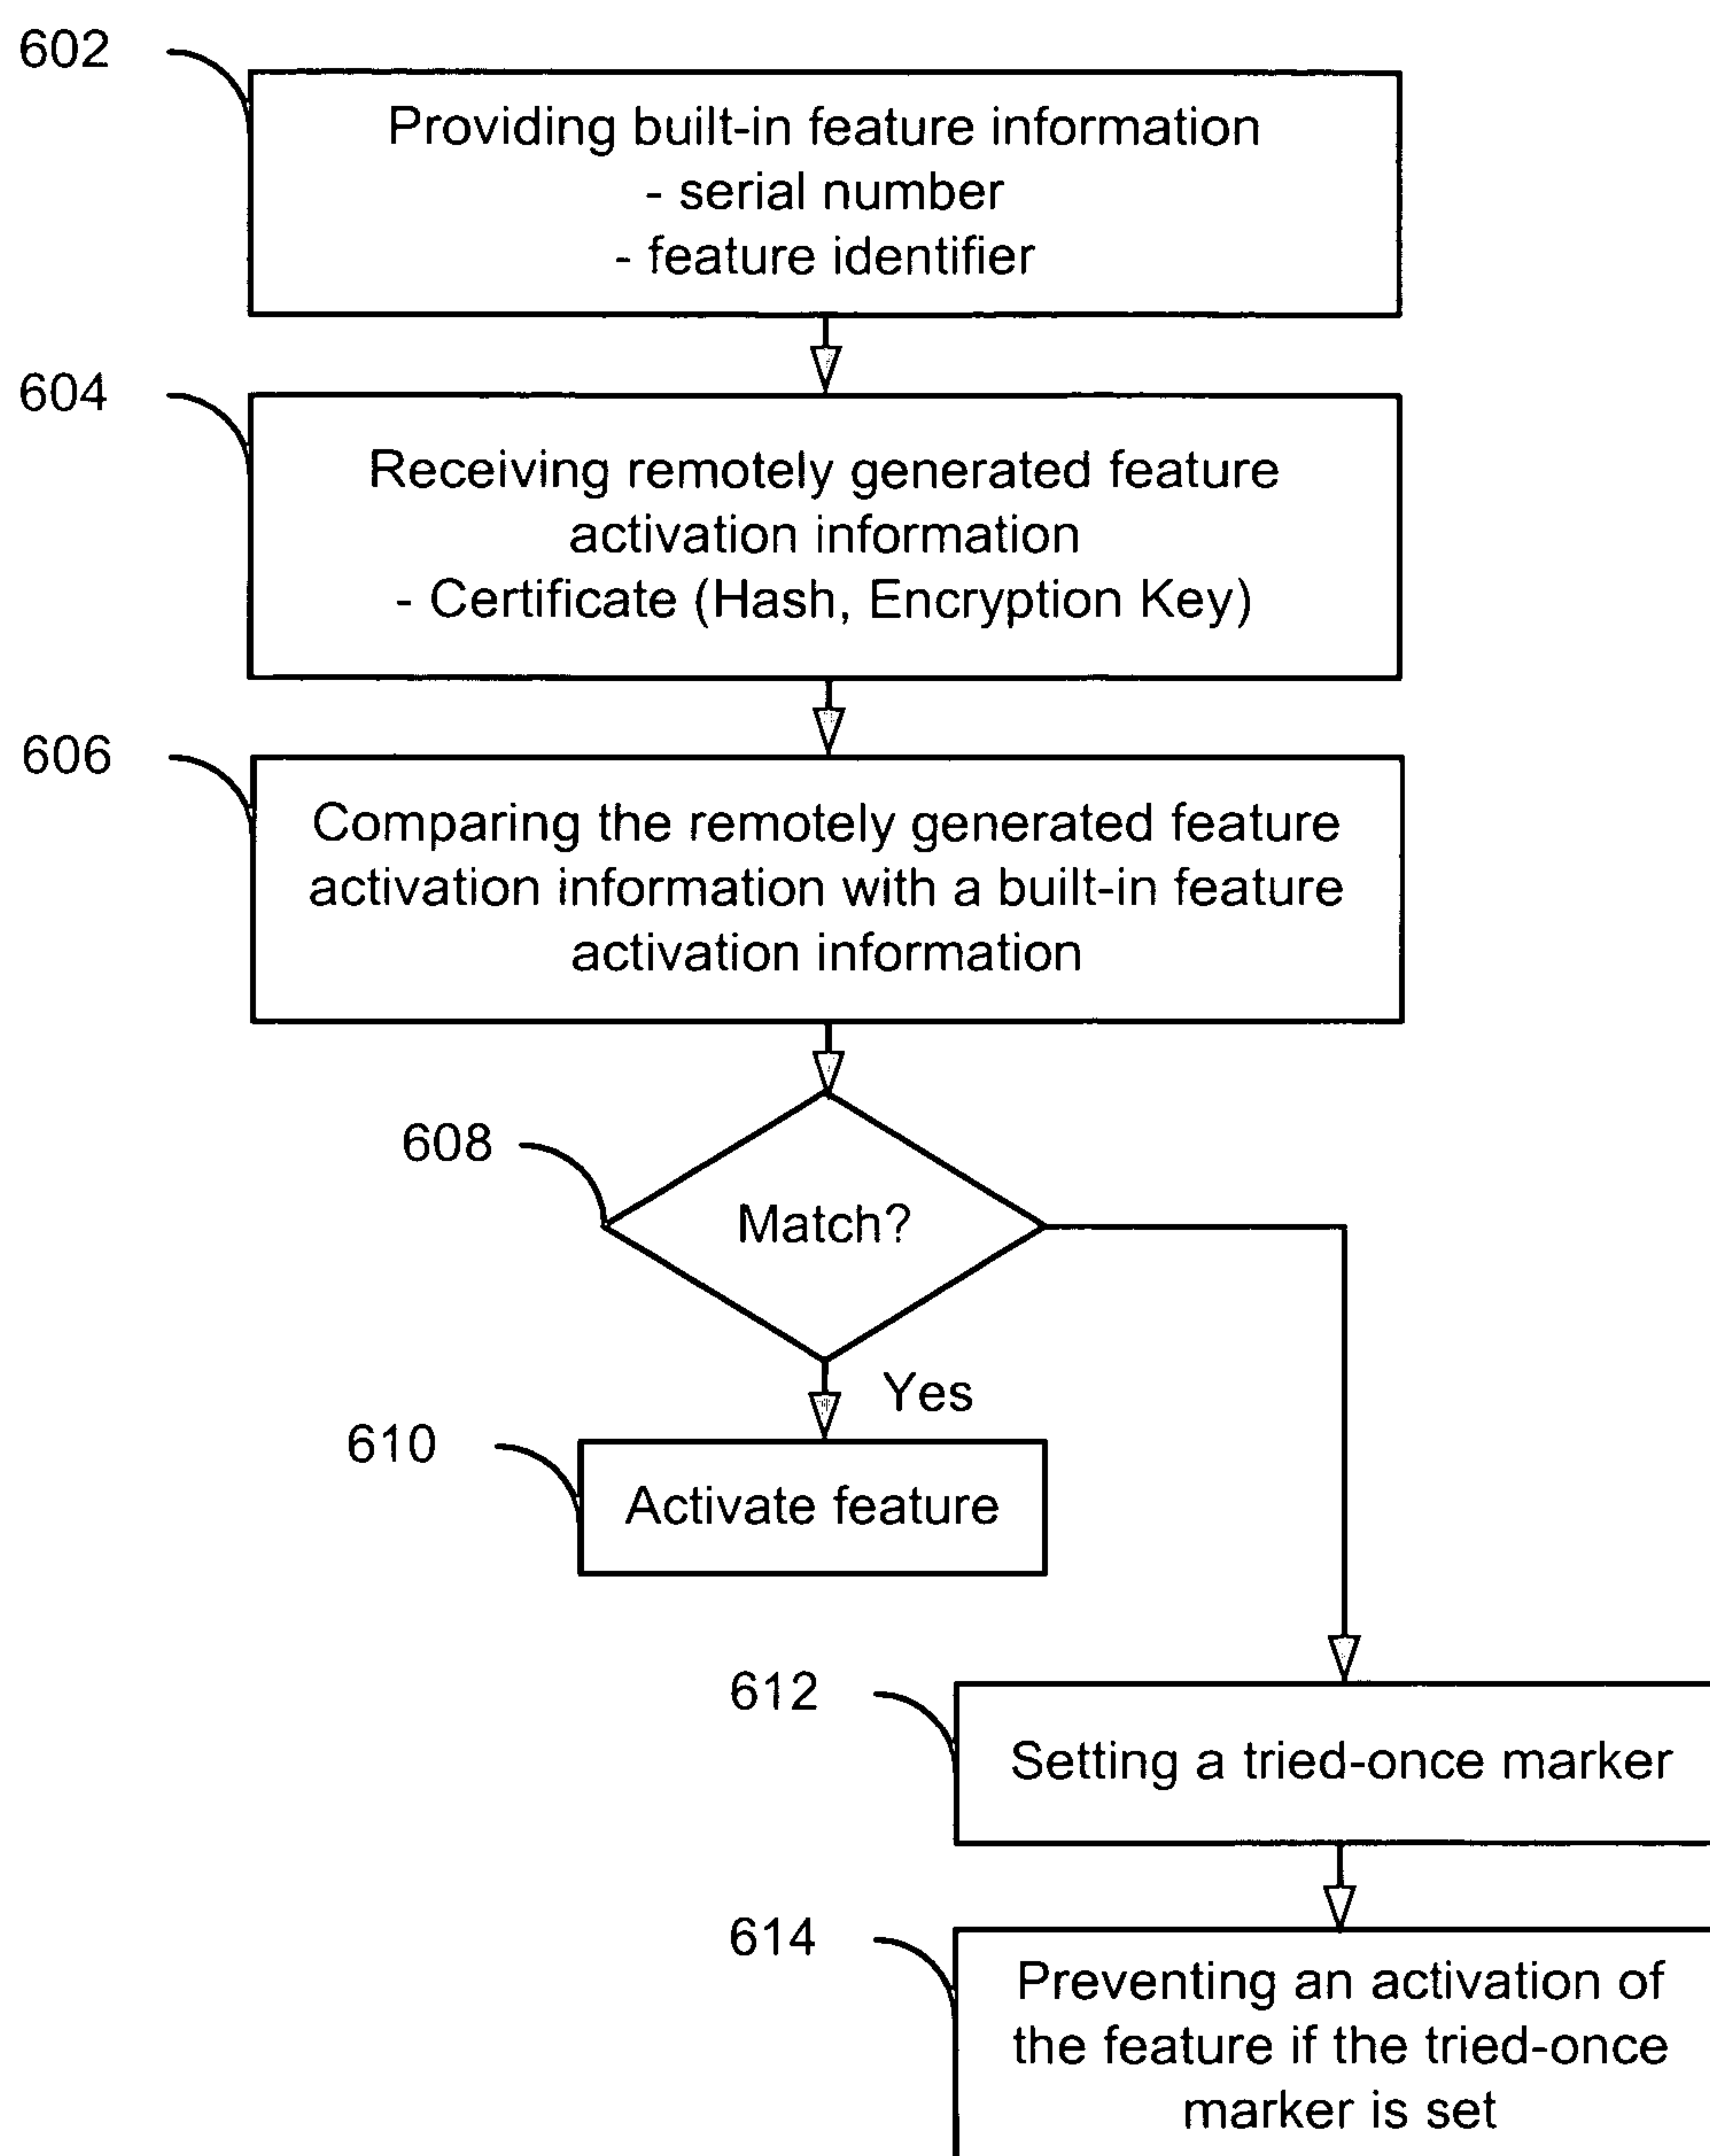 602
Providing built-in feature information
- serial number
- feature identifier
604
Receiving remotely generated feature
activation information
- Certificate (Hash, Encryption Key)
606
Comparing the remotely generated feature
activation information with a built-in feature
activation information
608
Match?
Yes
610
Activate feature
612
Setting a tried-once marker
614
Preventing an activation of
the feature if the tried-once
marker is set